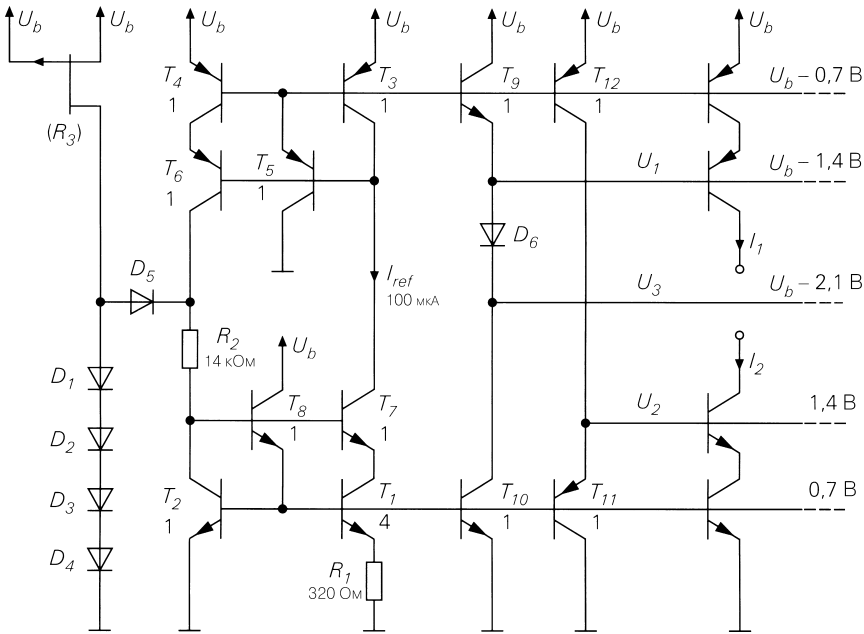 U_b U_b U_b U_b U_b U_b U_b
T_4 T_3 T_9 T_12 U_b – 0,7 В
1 1 1 1
(R_3)
T_6 T_5 U_1 U_b – 1,4 В
1 1
D_6 I_1
D_5 I_ref
100 мкА U_3 U_b – 2,1 В
R_2
14 кОм U_b I_2
D_1
T_8 T_7 U_2 1,4 В
1 1
D_2
T_2 T_1 T_10 T_11 0,7 В
1 4 1 1
D_3
D_4 R_1
320 Ом